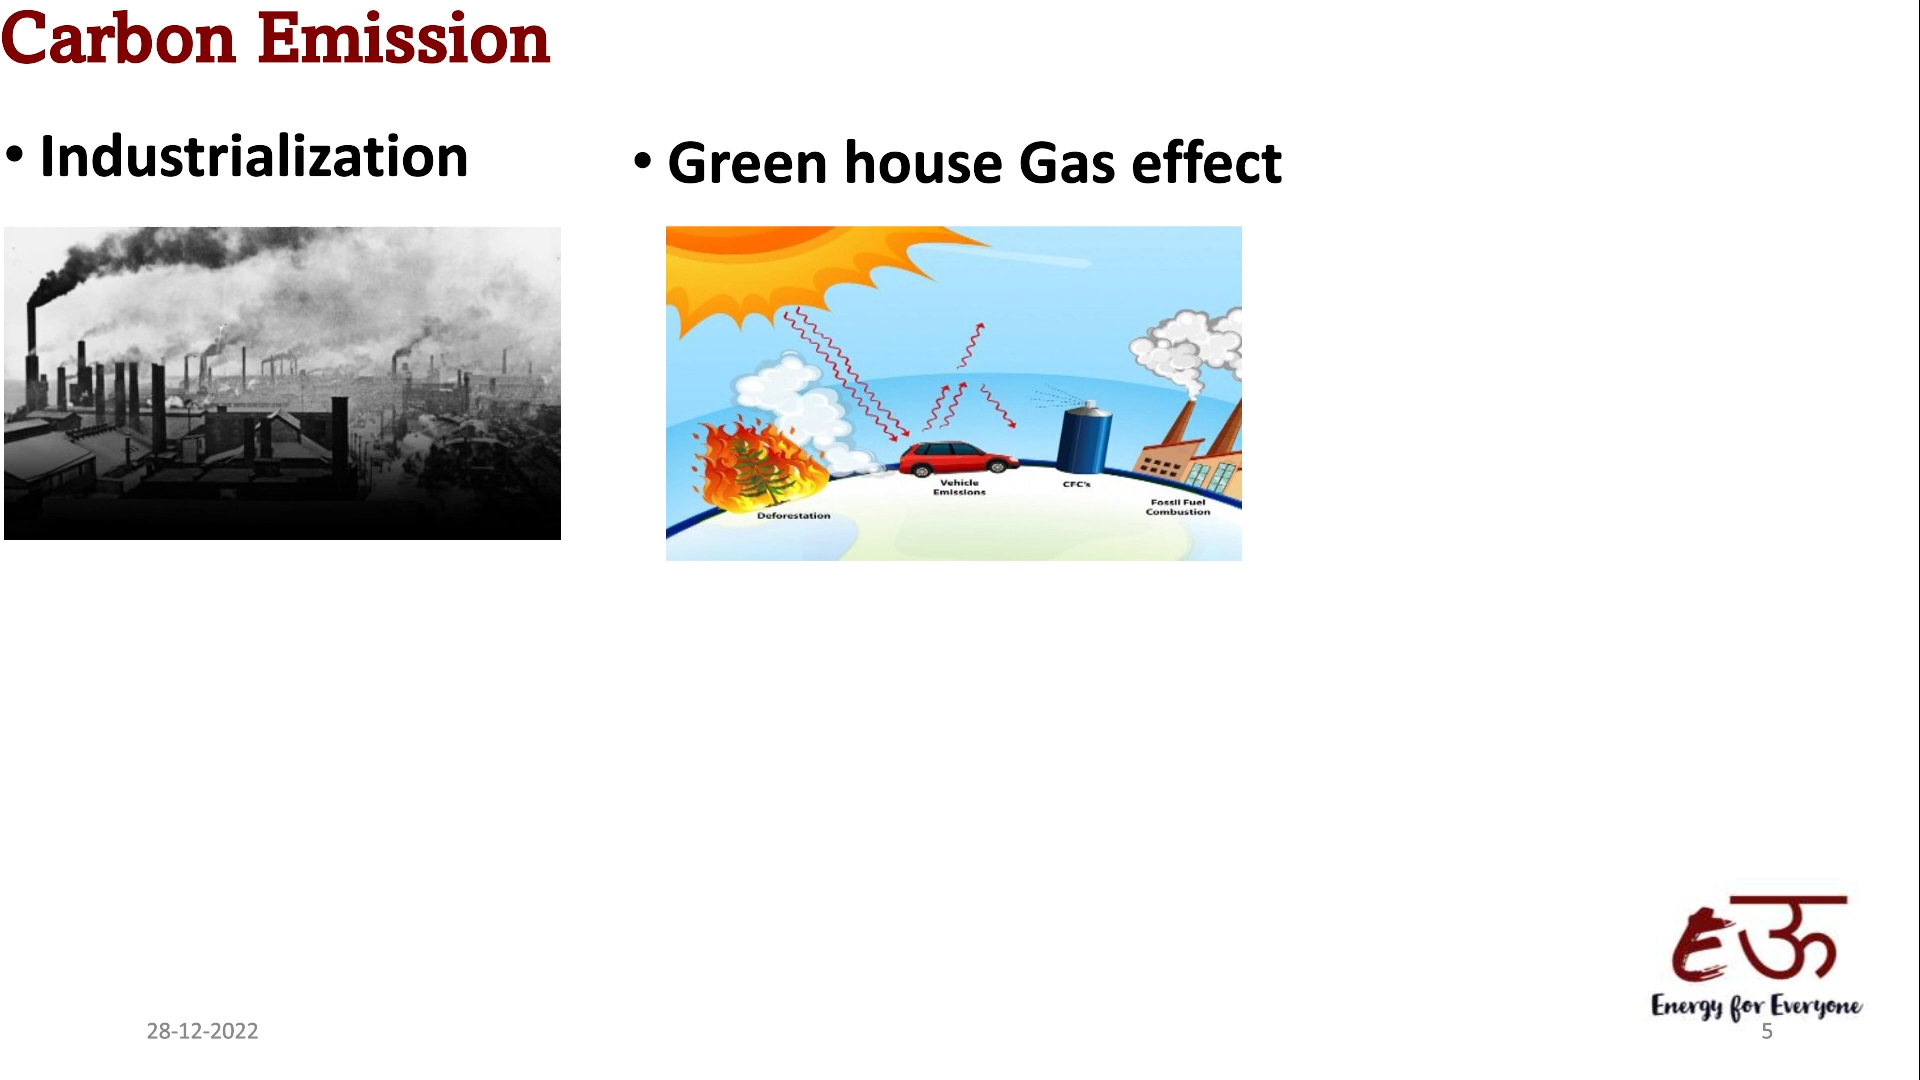 Carbon Emission
• Industrialization
• Green house Gas effect
Deforestation
Vehicle
Emissions
CFC's
Fossil Fuel
Combustion
Eऊ
Energy for Everyone
28-12-2022
5